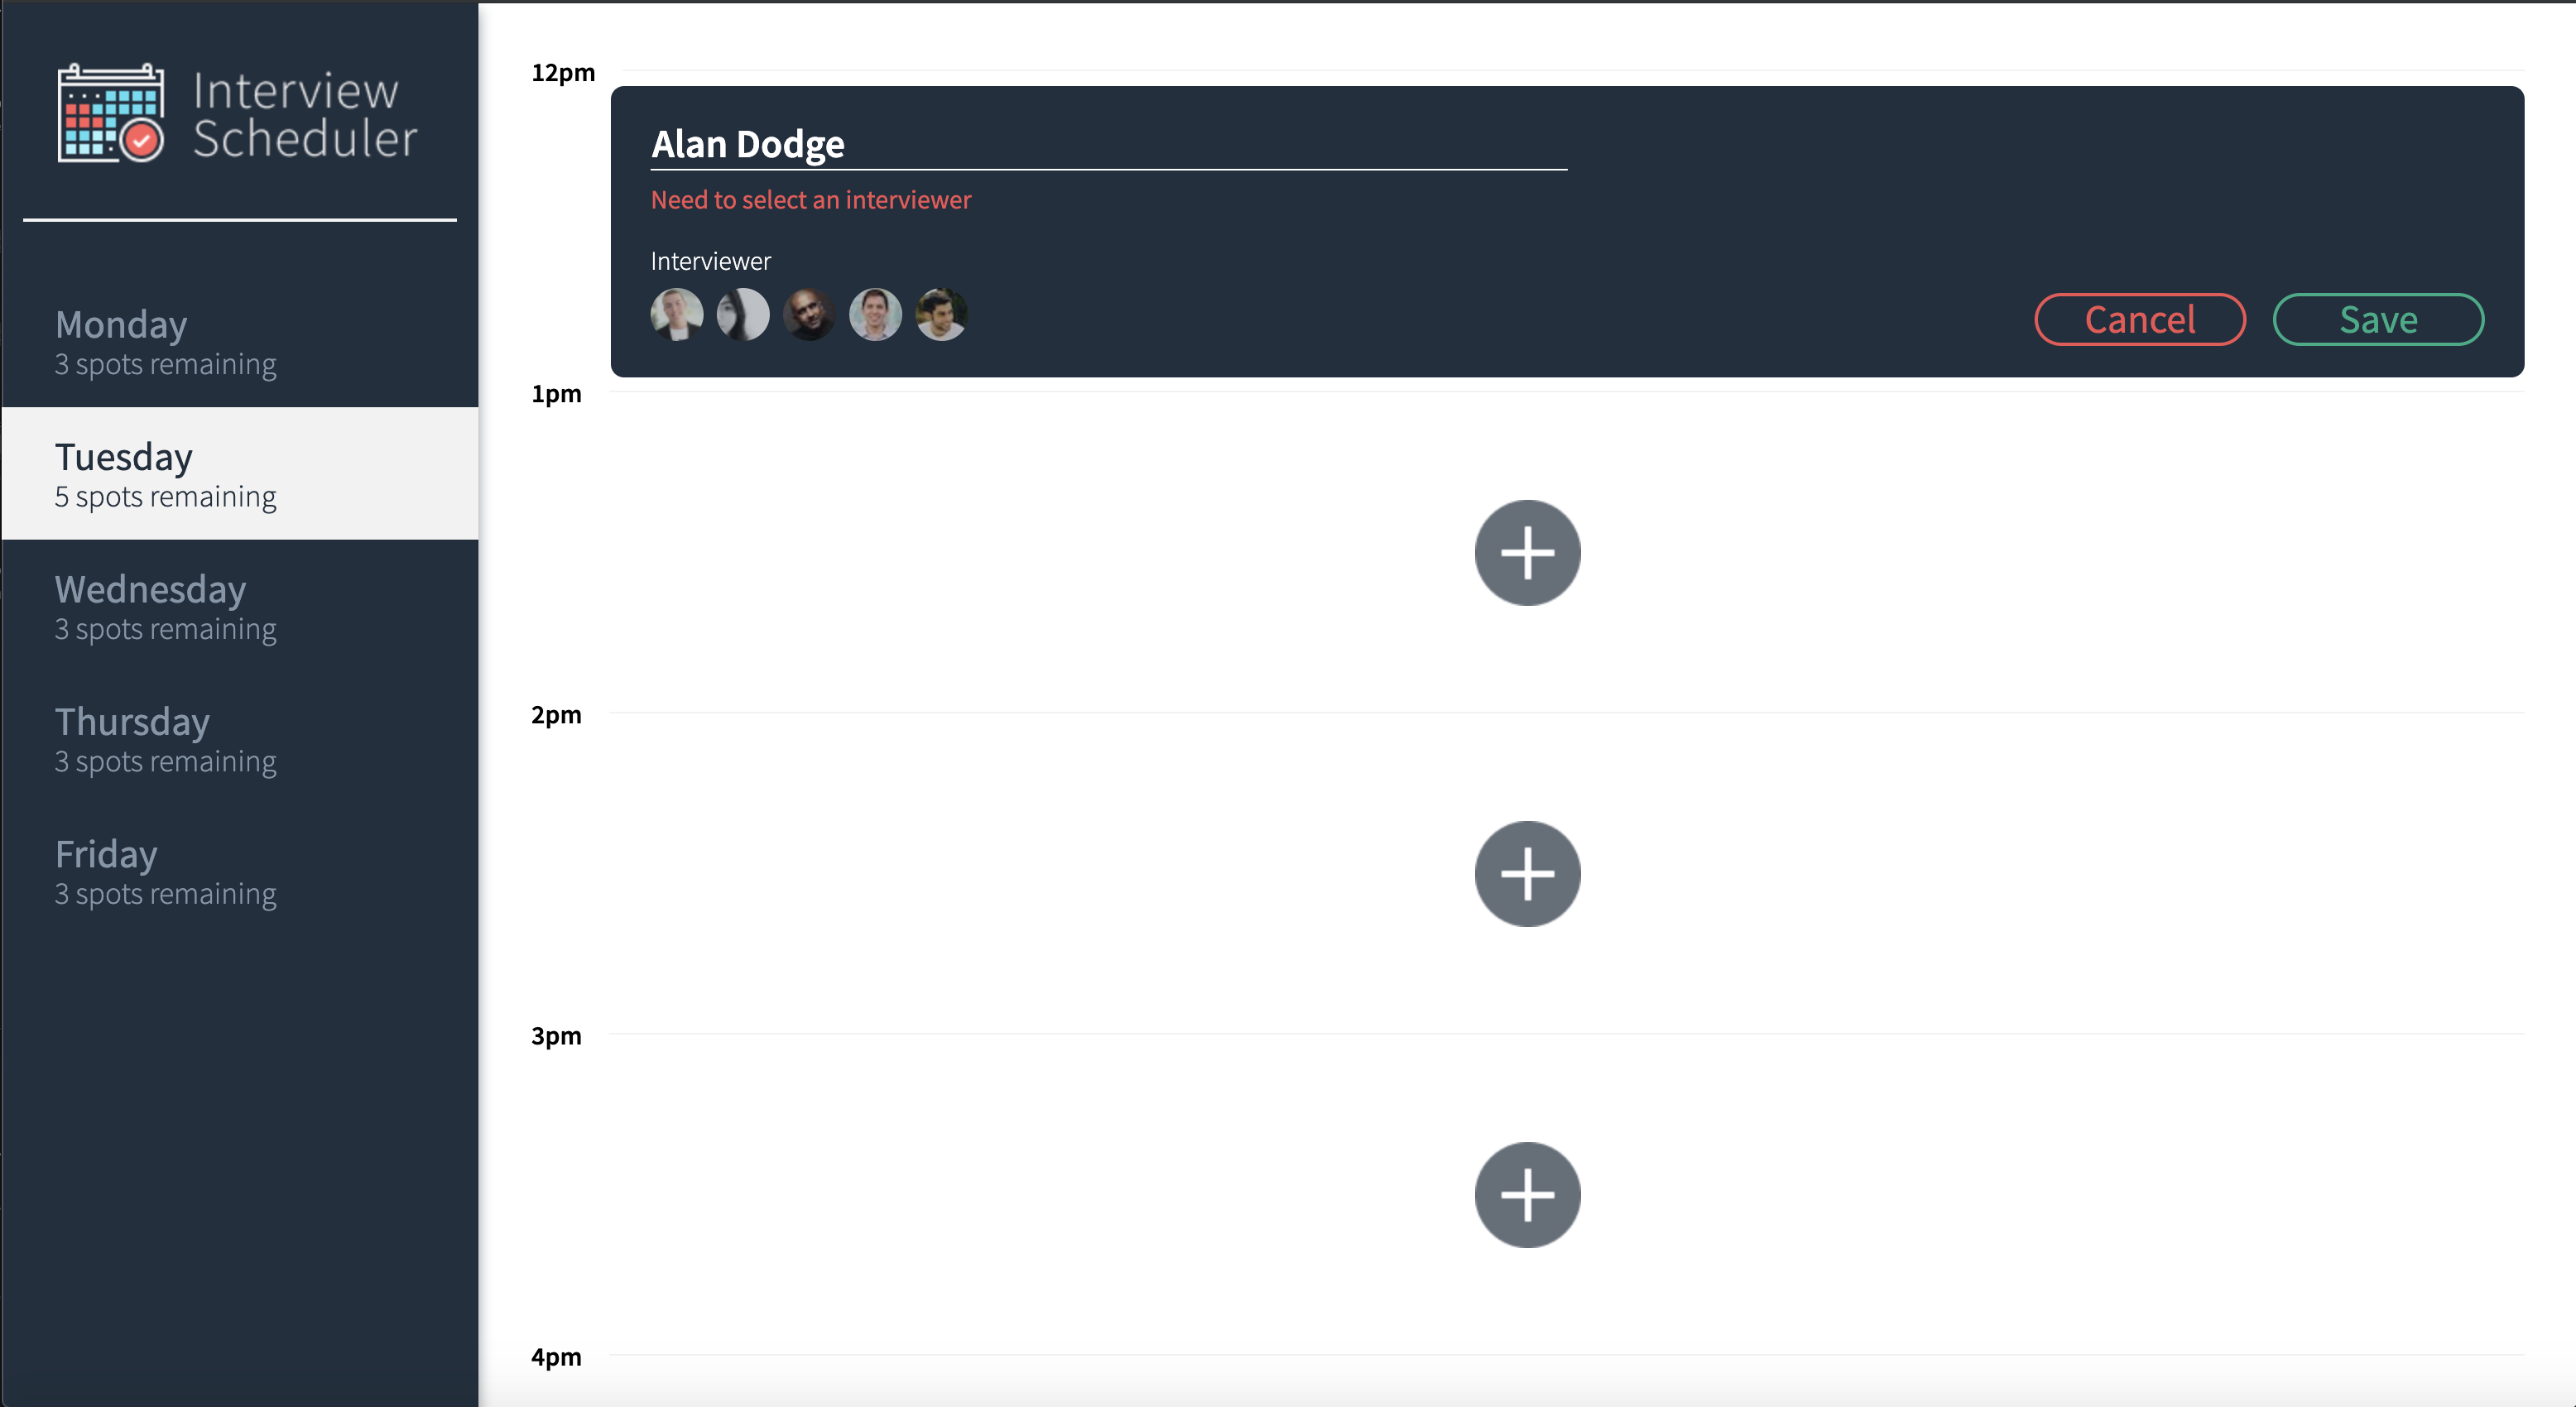 Interview
Scheduler
Monday
3 spots remaining
Tuesday
5 spots remaining
Wednesday
3 spots remaining
Thursday
3 spots remaining
Friday
3 spots remaining
12pm
Alan Dodge
Need to select an interviewer
Interviewer
Cancel Save
1pm
2pm
3pm
4pm